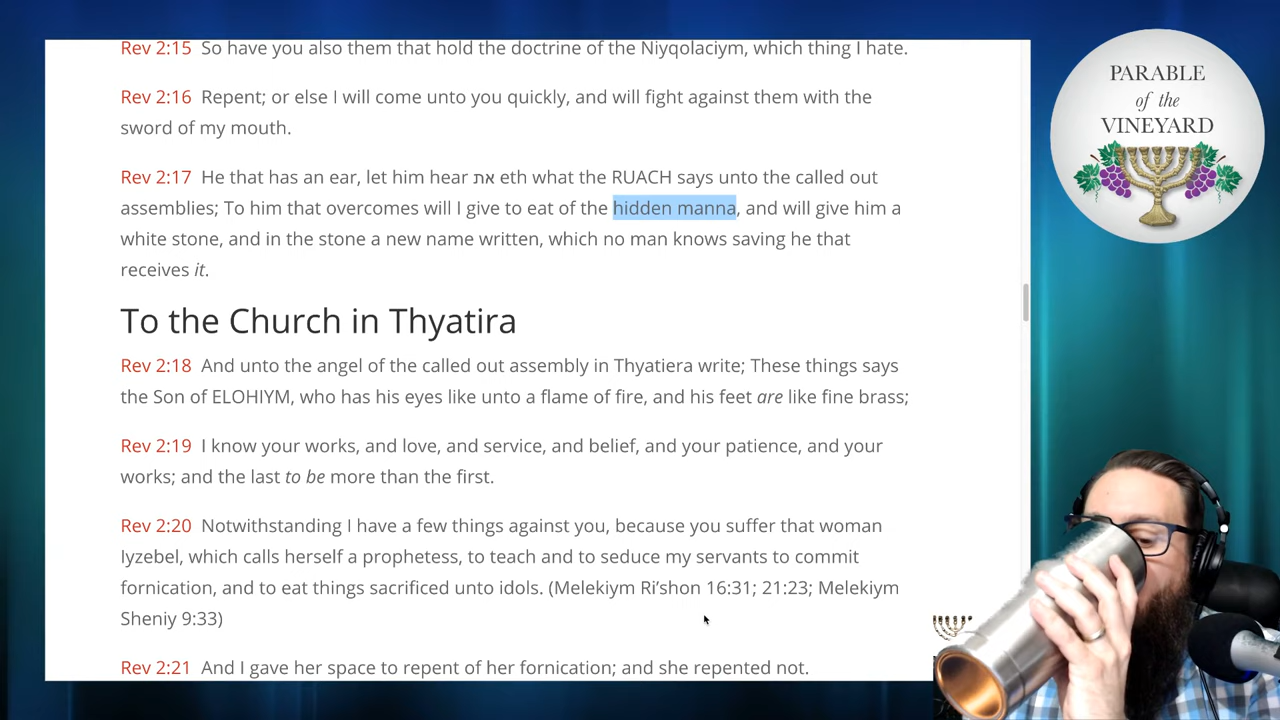 Rev 2:15 So have you also them that hold the doctrine of the Niyqolaciym, which thing I hate.
Rev 2:16 Repent; or else I will come unto you quickly, and will fight against them with the
sword of my mouth.
Rev 2:17 He that has an ear, let him hear את eth what the RUACH says unto the called out
assemblies; To him that overcomes will I give to eat of the hidden manna, and will give him a
white stone, and in the stone a new name written, which no man knows saving he that
receives it.
To the Church in Thyatira
Rev 2:18 And unto the angel of the called out assembly in Thyatiera write; These things says
the Son of ELOHIYM, who has his eyes like unto a flame of fire, and his feet are like fine brass;
Rev 2:19 I know your works, and love, and service, and belief, and your patience, and your
works; and the last to be more than the first.
Rev 2:20 Notwithstanding I have a few things against you, because you suffer that woman
Iyzebel, which calls herself a prophetess, to teach and to seduce my servants to commit
fornication, and to eat things sacrificed unto idols. (Melekiym Ri’shon 16:31; 21:23; Melekiym
Sheniy 9:33)
Rev 2:21 And I gave her space to repent of her fornication; and she repented not.
PARABLE
of the
VINEYARD